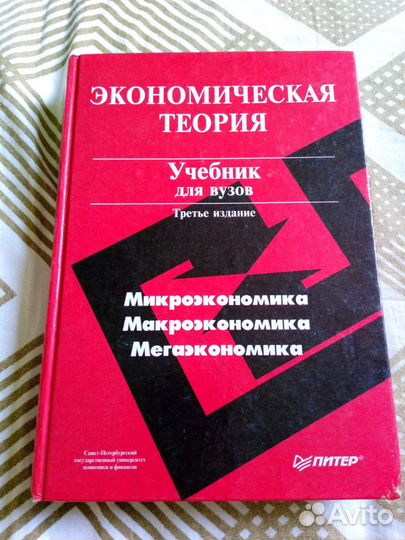 ЭКОНОМИЧЕСКАЯ
ТЕОРИЯ
Учебник
для вузов
Третье издание
Микроэкономика
Макроэкономика
Мегаэкономика
Санкт-Петербургский
государственный университет
экономики и финансов
ПИТЕР®
Avito